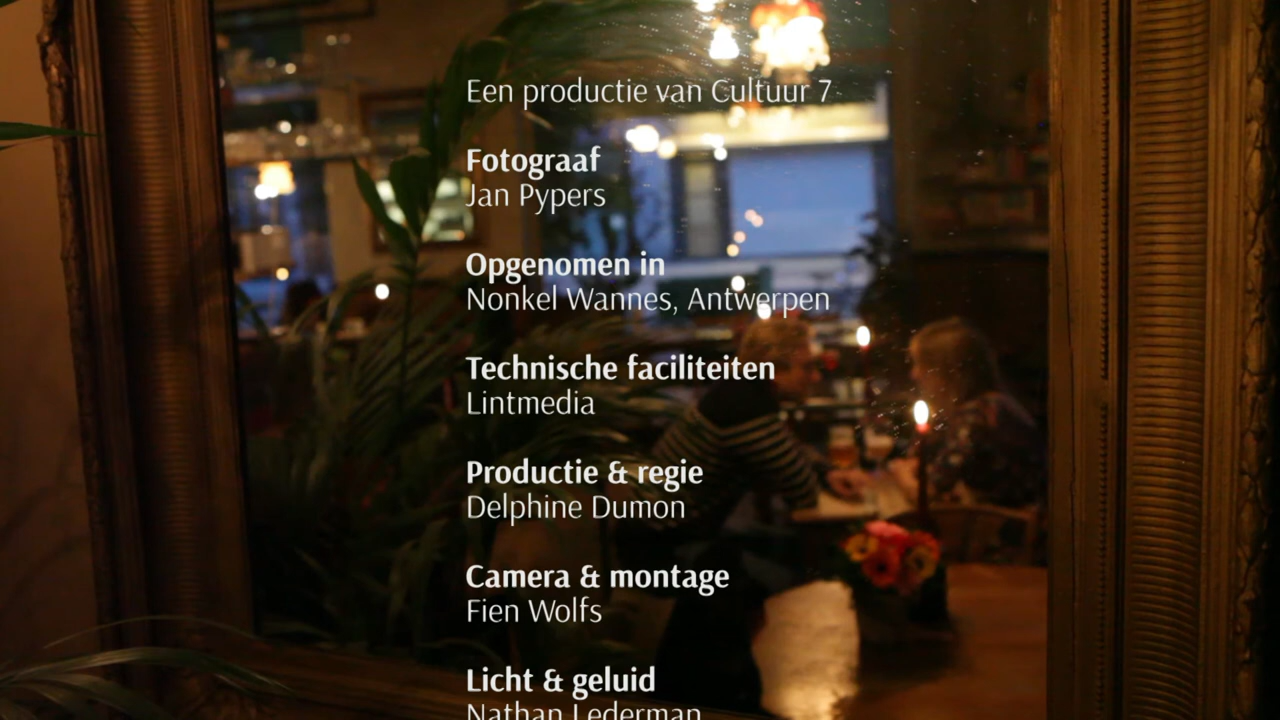 Een productie van Cultuur 7
Fotograaf
Jan Pypers
Opgenomen in
Nonkel Wannes, Antwerpen
Technische faciliteiten
Lintmedia
Productie & regie
Delphine Dumon
Camera & montage
Fien Wolfs
Licht & geluid
Nathan Lederman